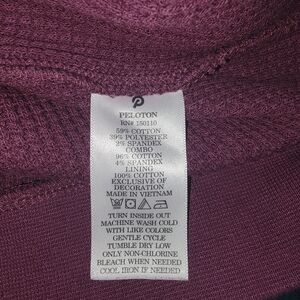 PELOTON
RN# 150110
59% COTTON
39% POLYESTER
2% SPANDEX
COMBO
96% COTTON
4% SPANDEX
LINING
100% COTTON
EXCLUSIVE OF
DECORATION
MADE IN VIETNAM
TURN INSIDE OUT
MACHINE WASH COLD
WITH LIKE COLORS
GENTLE CYCLE
TUMBLE DRY LOW
ONLY NON-CHLORINE
BLEACH WHEN NEEDED
COOL IRON IF NEEDED